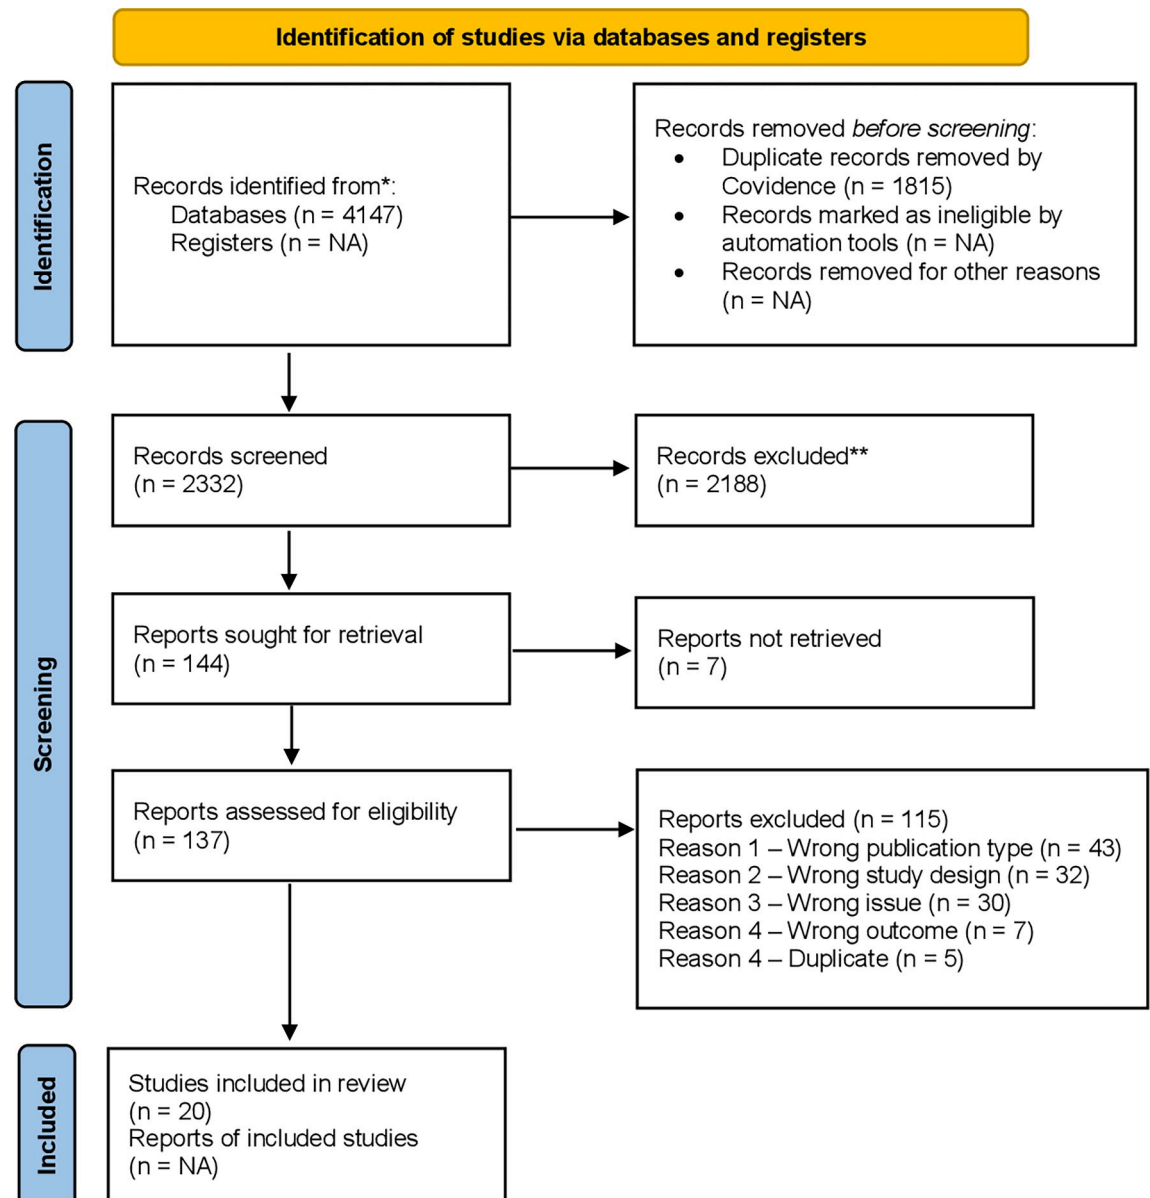 Identification of studies via databases and registers
Identification
Records identified from*:
Databases (n = 4147)
Registers (n = NA)
Records removed before screening:
• Duplicate records removed by
Covidence (n = 1815)
• Records marked as ineligible by
automation tools (n = NA)
• Records removed for other reasons
(n = NA)
Screening
Records screened
(n = 2332)
Records excluded**
(n = 2188)
Reports sought for retrieval
(n = 144)
Reports not retrieved
(n = 7)
Reports assessed for eligibility
(n = 137)
Reports excluded (n = 115)
Reason 1 – Wrong publication type (n = 43)
Reason 2 – Wrong study design (n = 32)
Reason 3 – Wrong issue (n = 30)
Reason 4 – Wrong outcome (n = 7)
Reason 4 – Duplicate (n = 5)
Included
Studies included in review
(n = 20)
Reports of included studies
(n = NA)